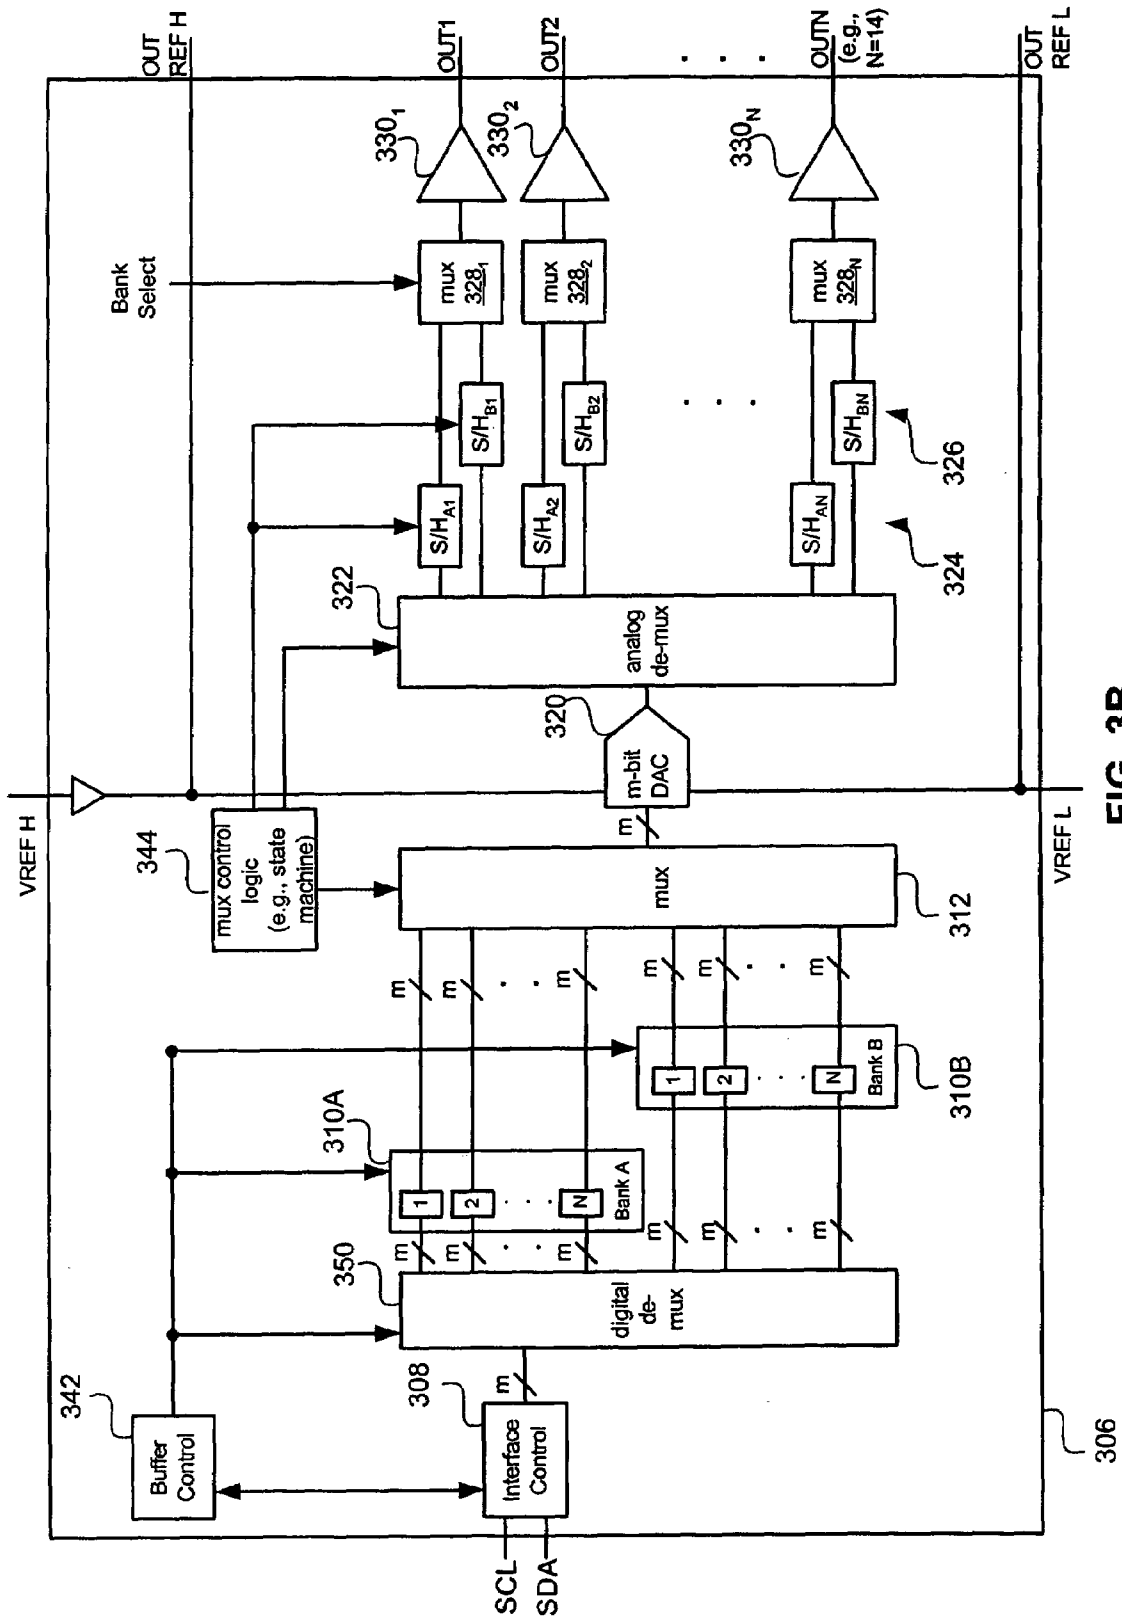 VREF H
OUT
REF H
Bank
Select
344
mux control
logic
(e.g., state
machine)
342
Buffer
Control
308
Interface
Control
SCL
SDA
m
350
digital
de-
mux
m
m
m
m
m
m
310A
1
2
N
Bank A
1
2
N
Bank B
310B
m
m
m
m
m
m
mux
312
m
m-bit
DAC
320
analog
de-mux
322
S/HA1
S/HB1
S/HA2
S/HB2
S/HAN
S/HBN
324
326
mux
3281
mux
3282
mux
328N
3301
3302
330N
OUT1
OUT2
OUTN
(e.g.,
N=14)
VREF L
OUT
REF L
306
FIG. 3B